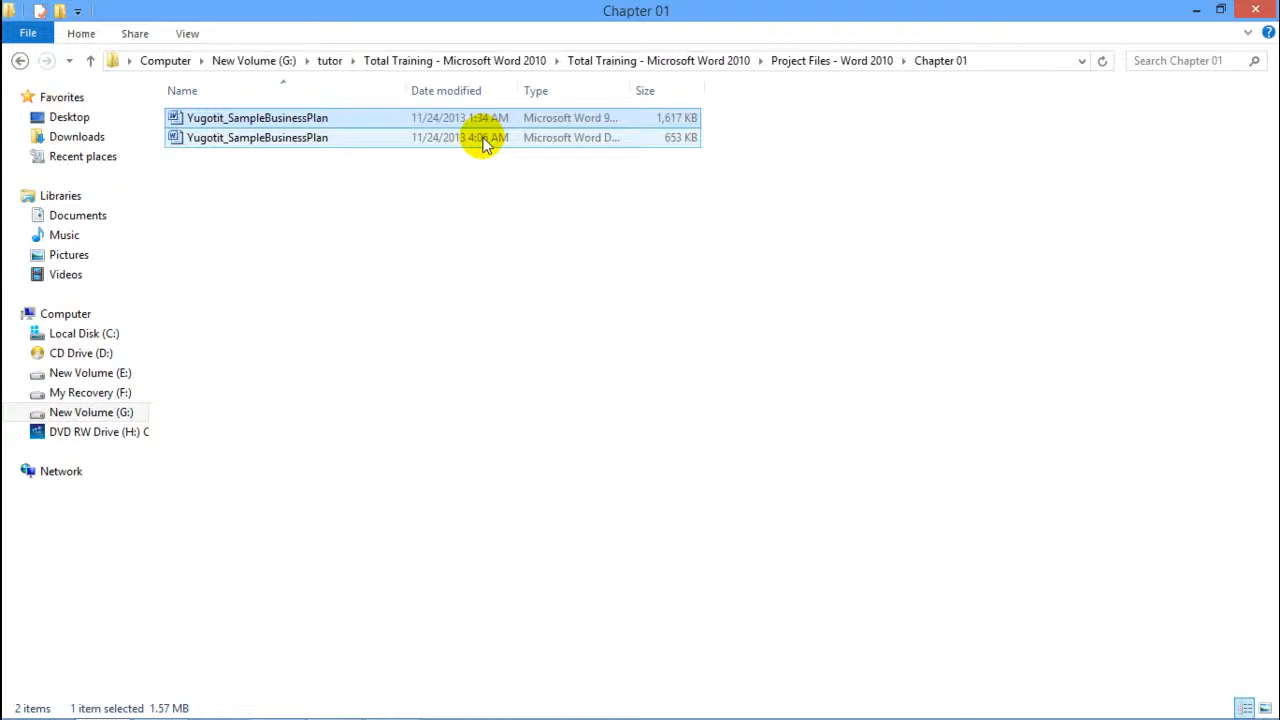 Chapter 01
File Home Share View
Computer New Volume (G:) tutor Total Training - Microsoft Word 2010 Total Training - Microsoft Word 2010 Project Files - Word 2010 Chapter 01 Search Chapter 01
Name Date modified Type Size
Yugotit_SampleBusinessPlan 11/24/2013 1:34 AM Microsoft Word 9... 1,617 KB
Yugotit_SampleBusinessPlan 11/24/2013 4:06 AM Microsoft Word D... 653 KB
Favorites
Desktop
Downloads
Recent places
Libraries
Documents
Music
Pictures
Videos
Computer
Local Disk (C:)
CD Drive (D:)
New Volume (E:)
My Recovery (F:)
New Volume (G:)
DVD RW Drive (H:) C
Network
2 items 1 item selected 1.57 MB